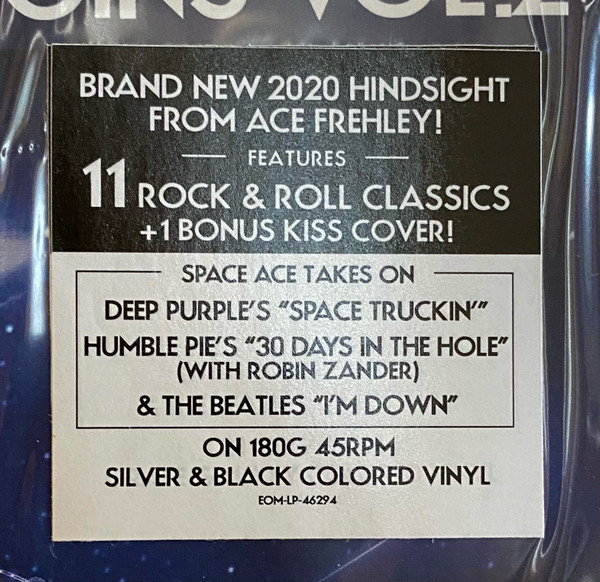 VOL.2
BRAND NEW 2020 HINDSIGHT
FROM ACE FREHLEY!
FEATURES
11 ROCK & ROLL CLASSICS
+1 BONUS KISS COVER!
SPACE ACE TAKES ON
DEEP PURPLE'S “SPACE TRUCKIN'”
HUMBLE PIE'S “30 DAYS IN THE HOLE”
(WITH ROBIN ZANDER)
& THE BEATLES “I'M DOWN”
ON 180G 45RPM
SILVER & BLACK COLORED VINYL
EOM-LP-46294